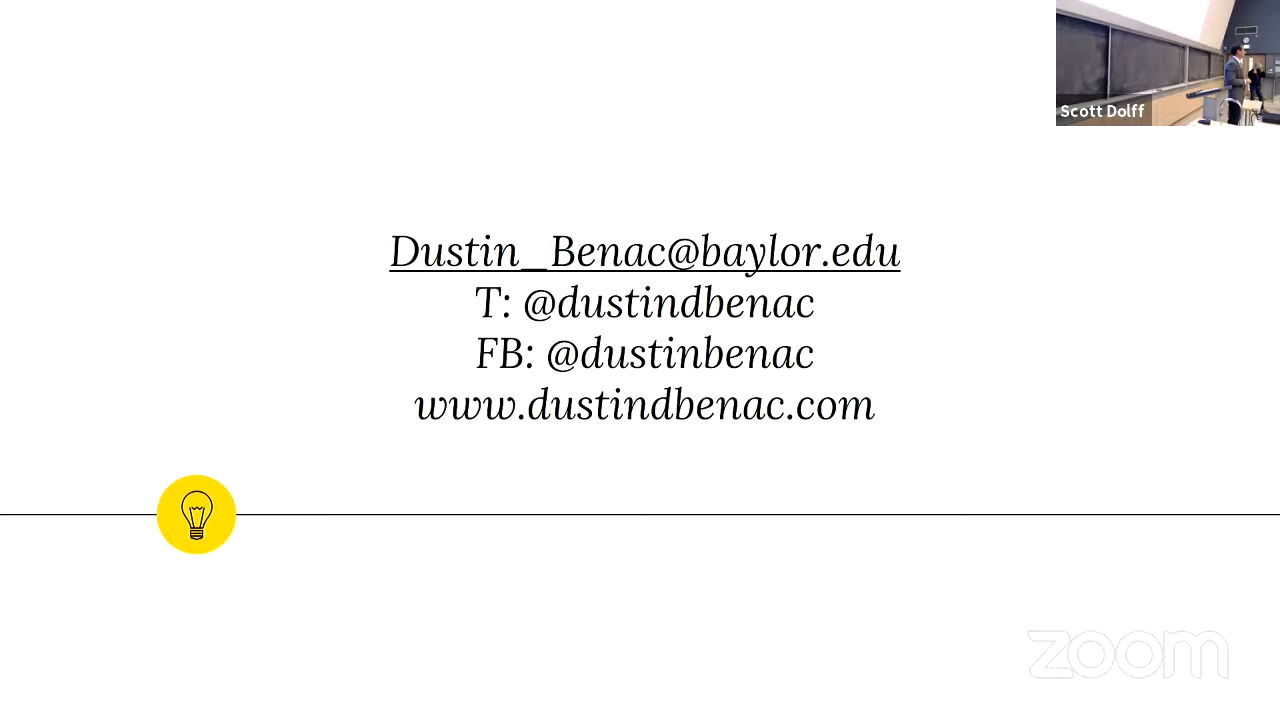 Scott Dolff
Dustin_Benac@baylor.edu
T: @dustindbenac
FB: @dustinbenac
www.dustindbenac.com
zoom